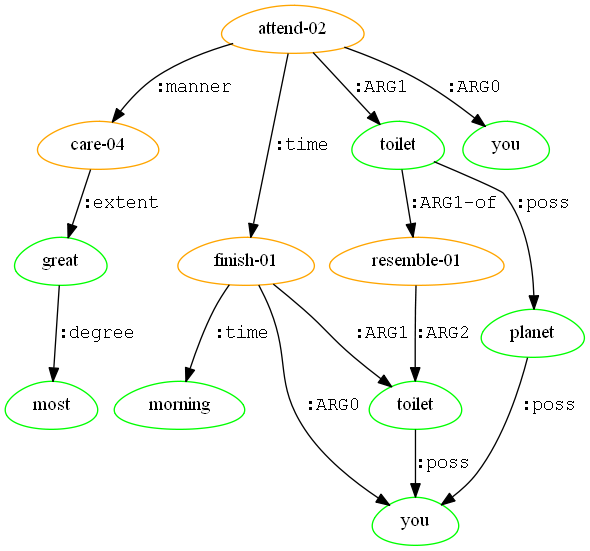 attend-02
:manner
:ARG1
:ARG0
:time
care-04
toilet
you
:extent
:ARG1-of
:poss
great
finish-01
resemble-01
:degree
:time
:ARG1
:ARG2
planet
most
morning
:ARG0
toilet
:poss
:poss
you